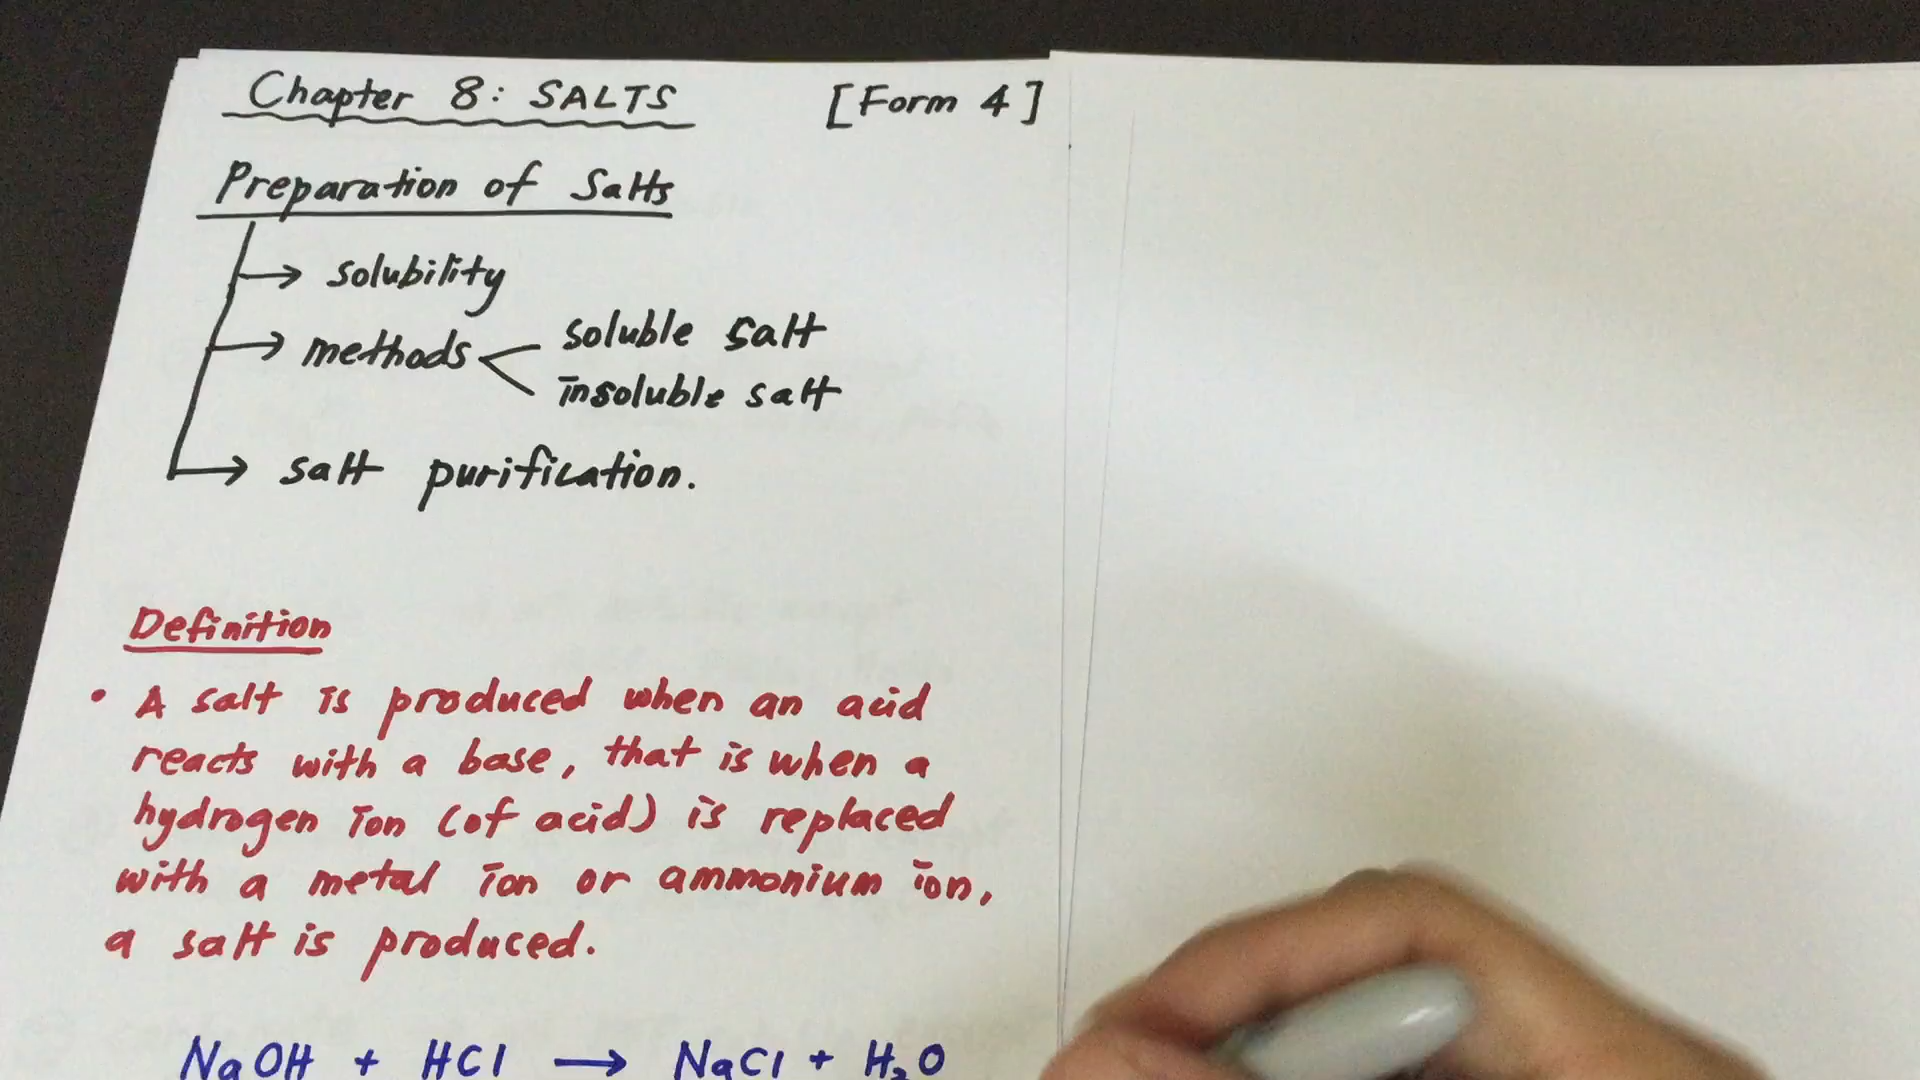 Chapter 8: SALTS [Form 4]
Preparation of Salts
→ solubility
→ methods < soluble salt
insoluble salt
→ salt purification.
Definition
• A salt is produced when an acid
reacts with a base, that is when a
hydrogen ion (of acid) is replaced
with a metal ion or ammonium ion,
a salt is produced.
NaOH + HCl → NaCl + H₂O